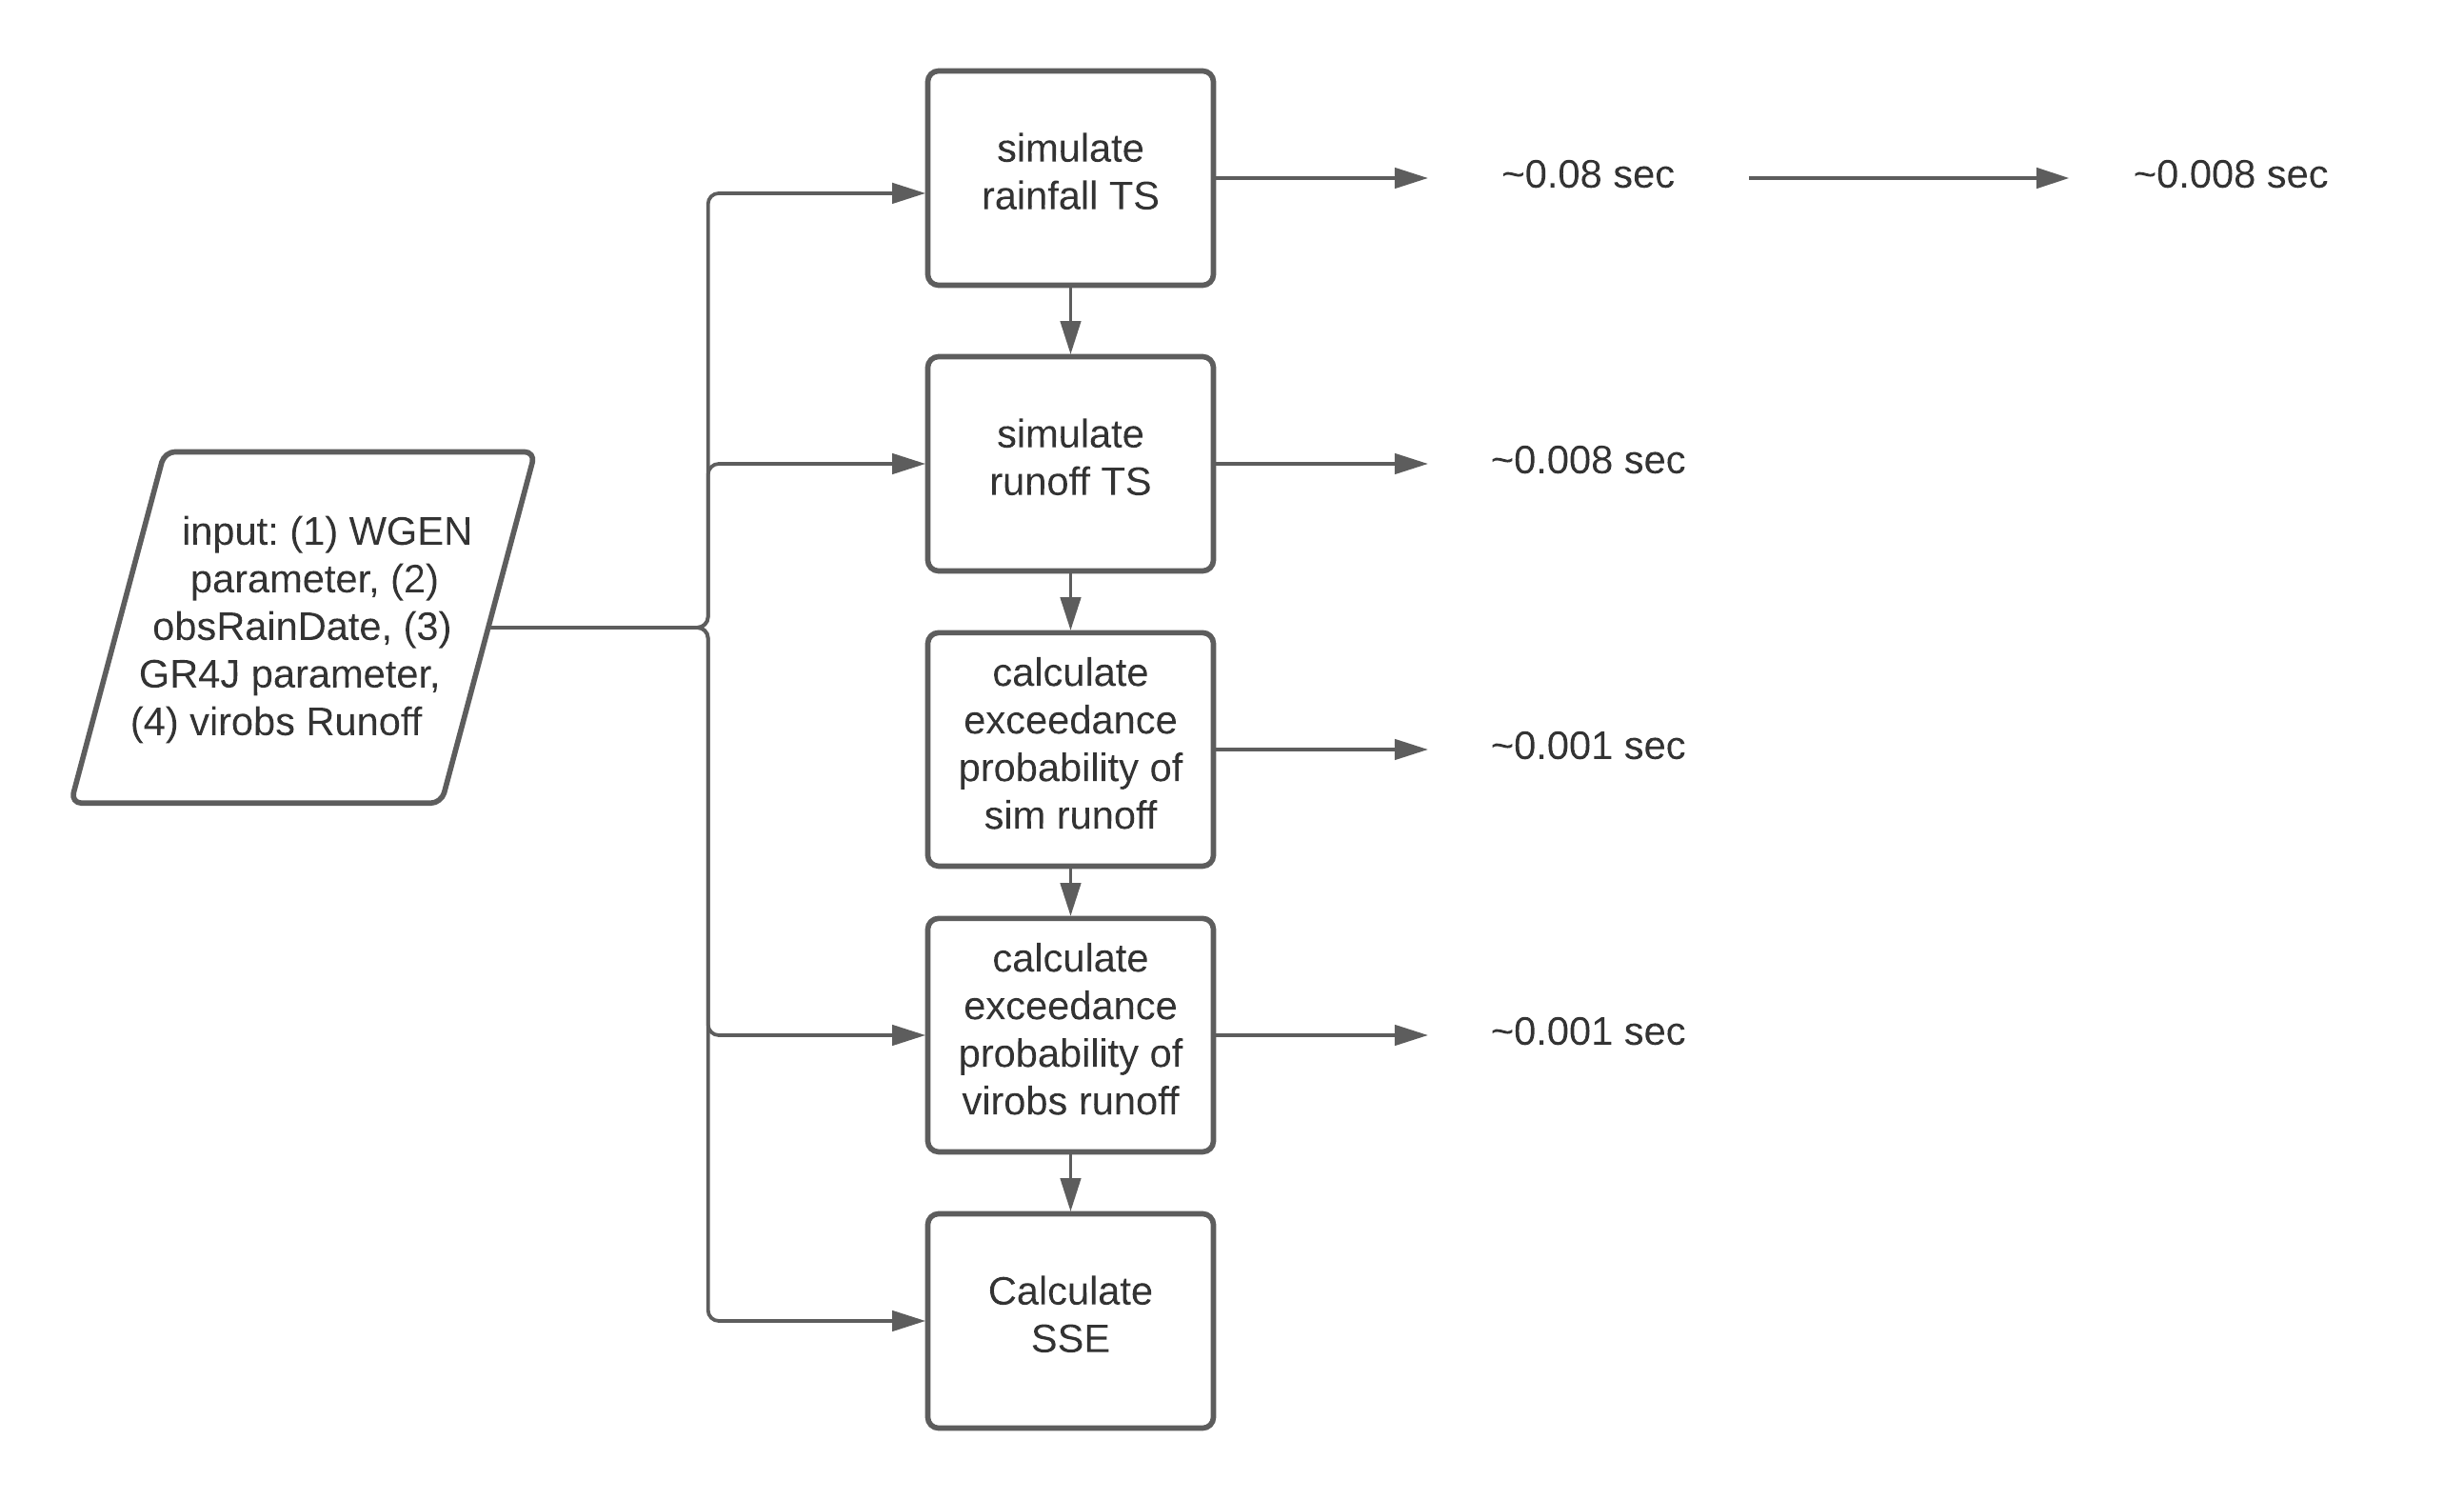 simulate
rainfall TS
~0.08 sec
~0.008 sec
simulate
runoff TS
~0.008 sec
input: (1) WGEN
parameter, (2)
obsRainDate, (3)
GR4J parameter,
(4) virobs Runoff
calculate
exceedance
probability of
sim runoff
~0.001 sec
calculate
exceedance
probability of
virobs runoff
~0.001 sec
Calculate
SSE